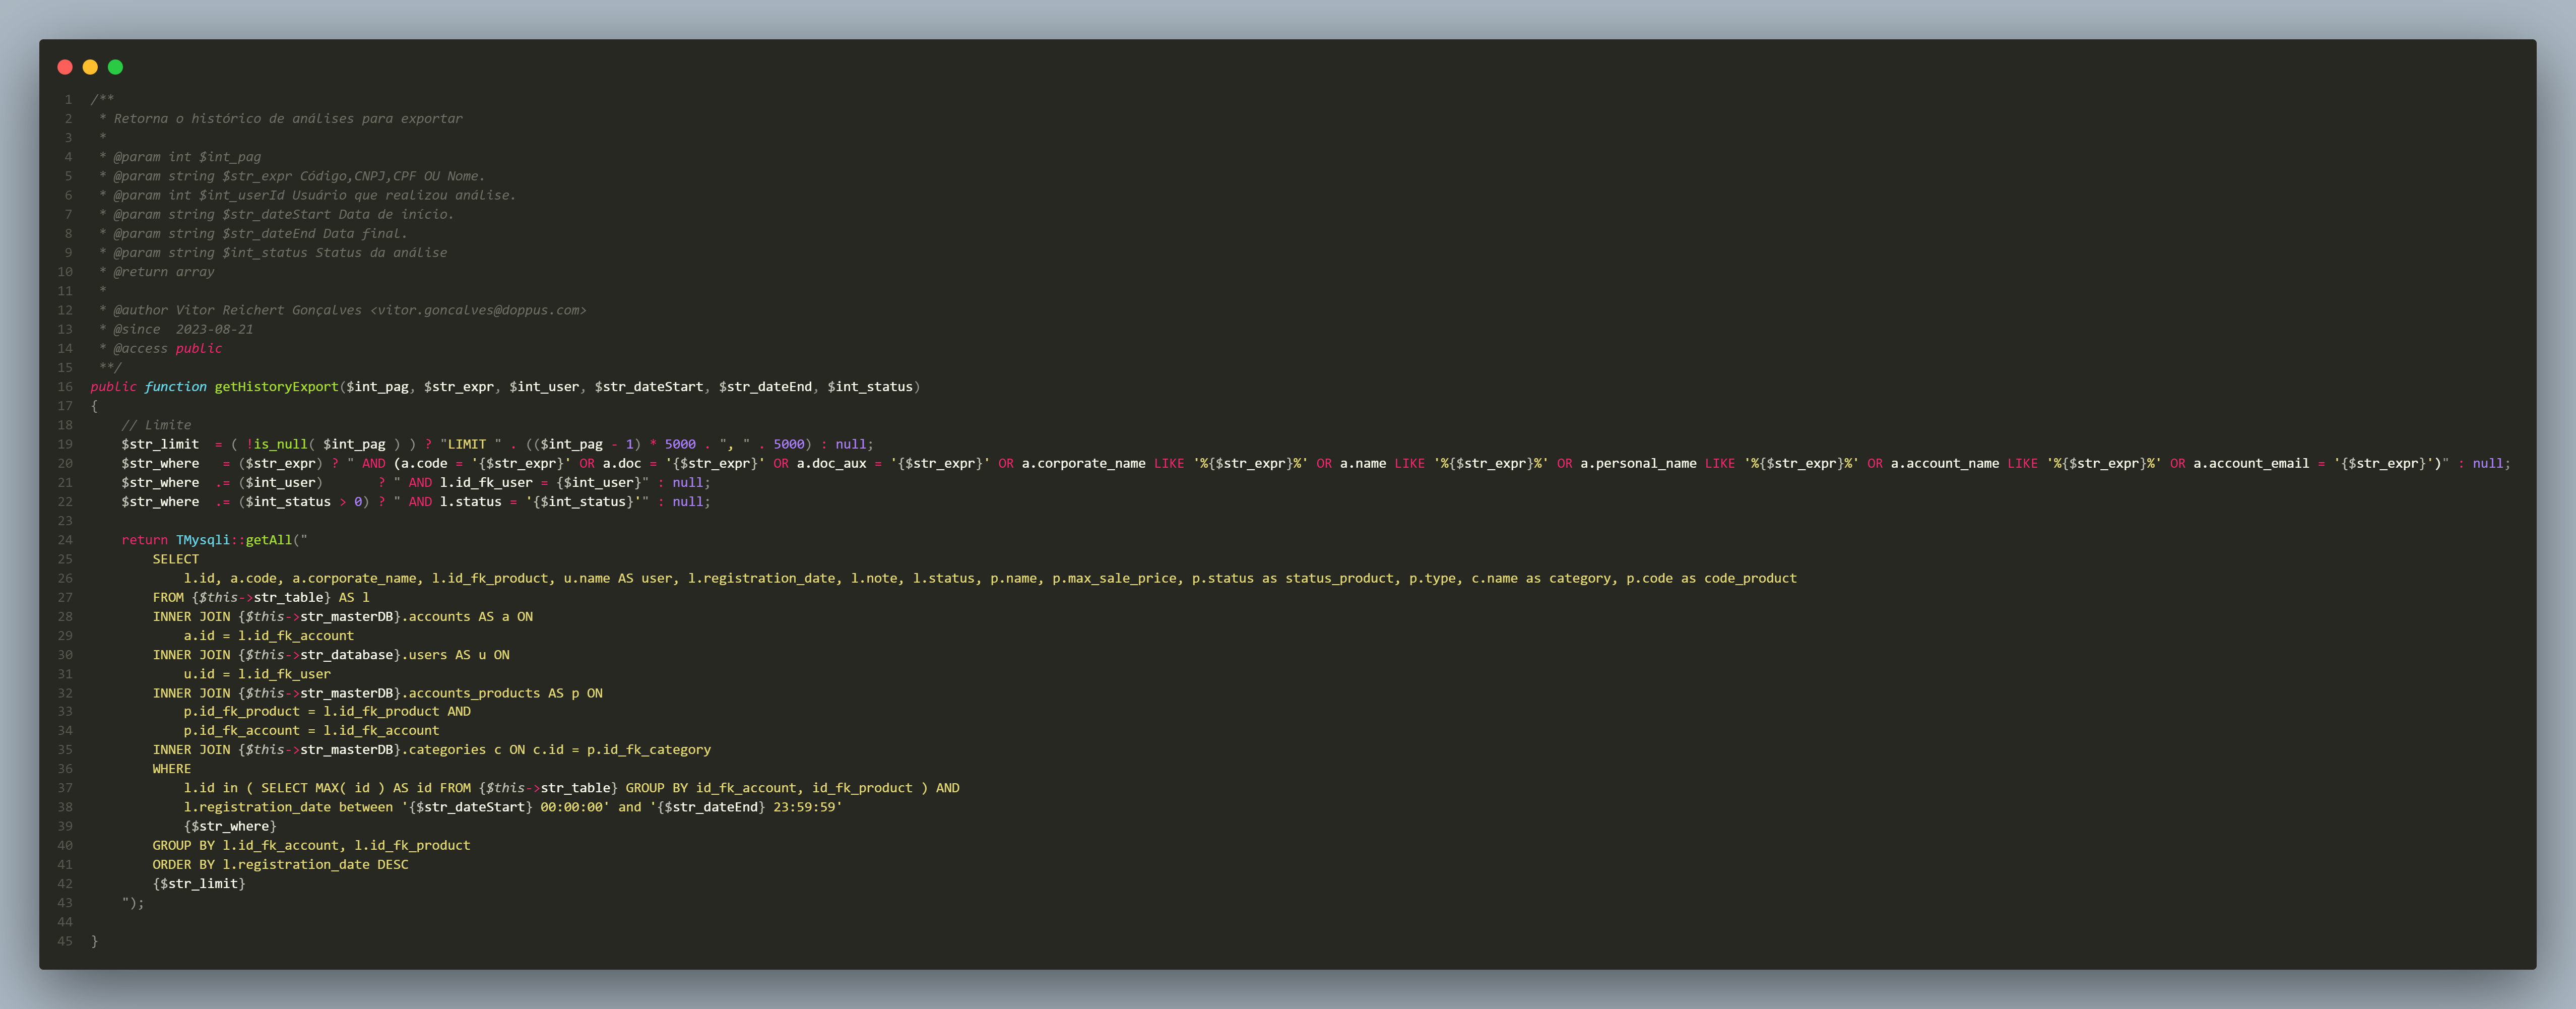 1 /**
2  * Retorna o histórico de análises para exportar
3  *
4  * @param int $int_pag
5  * @param string $str_expr Código,CNPJ,CPF OU Nome.
6  * @param int $int_userId Usuário que realizou análise.
7  * @param string $str_dateStart Data de início.
8  * @param string $str_dateEnd Data final.
9  * @param string $int_status Status da análise
10  * @return array
11  *
12  * @author Vitor Reichert Gonçalves <vitor.goncalves@doppus.com>
13  * @since  2023-08-21
14  * @access public
15  **/
16 public function getHistoryExport($int_pag, $str_expr, $int_user, $str_dateStart, $str_dateEnd, $int_status)
17 {
18     // Limite
19     $str_limit  = ( !is_null( $int_pag ) ) ? "LIMIT " . (($int_pag - 1) * 5000 . ", " . 5000) : null;
20     $str_where   = ($str_expr) ? " AND (a.code = '{$str_expr}' OR a.doc = '{$str_expr}' OR a.doc_aux = '{$str_expr}' OR a.corporate_name LIKE '%{$str_expr}%' OR a.name LIKE '%{$str_expr}%' OR a.personal_name LIKE '%{$str_expr}%' OR a.account_name LIKE '%{$str_expr}%' OR a.account_email = '{$str_expr}')" : null;
21     $str_where  .= ($int_user)       ? " AND l.id_fk_user = {$int_user}" : null;
22     $str_where  .= ($int_status > 0) ? " AND l.status = '{$int_status}'" : null;
23
24     return TMysqli::getAll("
25         SELECT
26             l.id, a.code, a.corporate_name, l.id_fk_product, u.name AS user, l.registration_date, l.note, l.status, p.name, p.max_sale_price, p.status as status_product, p.type, c.name as category, p.code as code_product
27         FROM {$this->str_table} AS l
28         INNER JOIN {$this->str_masterDB}.accounts AS a ON
29             a.id = l.id_fk_account
30         INNER JOIN {$this->str_database}.users AS u ON
31             u.id = l.id_fk_user
32         INNER JOIN {$this->str_masterDB}.accounts_products AS p ON
33             p.id_fk_product = l.id_fk_product AND
34             p.id_fk_account = l.id_fk_account
35         INNER JOIN {$this->str_masterDB}.categories c ON c.id = p.id_fk_category
36         WHERE
37             l.id in ( SELECT MAX( id ) AS id FROM {$this->str_table} GROUP BY id_fk_account, id_fk_product ) AND
38             l.registration_date between '{$str_dateStart} 00:00:00' and '{$str_dateEnd} 23:59:59'
39             {$str_where}
40         GROUP BY l.id_fk_account, l.id_fk_product
41         ORDER BY l.registration_date DESC
42         {$str_limit}
43     ");
44
45 }